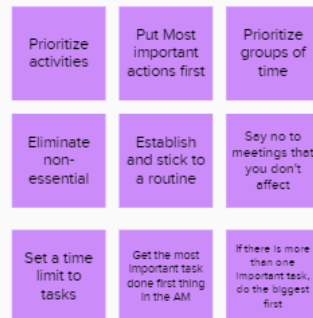 Prioritize
activities
Put Most
important
actions first
Prioritize
groups of
time
Eliminate
non-
essential
Establish
and stick to
a routine
Say no to
meetings that
you don't
affect
Set a time
limit to
tasks
Get the most
important task
done first thing
in the AM
If there is more
than one
important task,
do the biggest
first